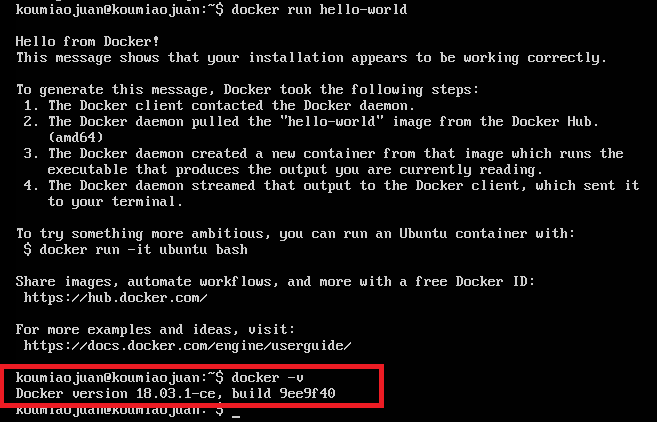 koumiaojuan@koumiaojuan:~$ docker run hello-world
Hello from Docker!
This message shows that your installation appears to be working correctly.
To generate this message, Docker took the following steps:
1. The Docker client contacted the Docker daemon.
2. The Docker daemon pulled the "hello-world" image from the Docker Hub.
(amd64)
3. The Docker daemon created a new container from that image which runs the
executable that produces the output you are currently reading.
4. The Docker daemon streamed that output to the Docker client, which sent it
to your terminal.
To try something more ambitious, you can run an Ubuntu container with:
$ docker run -it ubuntu bash
Share images, automate workflows, and more with a free Docker ID:
https://hub.docker.com/
For more examples and ideas, visit:
https://docs.docker.com/engine/userguide/
koumiaojuan@koumiaojuan:~$ docker -v
Docker version 18.03.1-ce, build 9ee9f40
koumiaojuan@koumiaojuan:~$ _